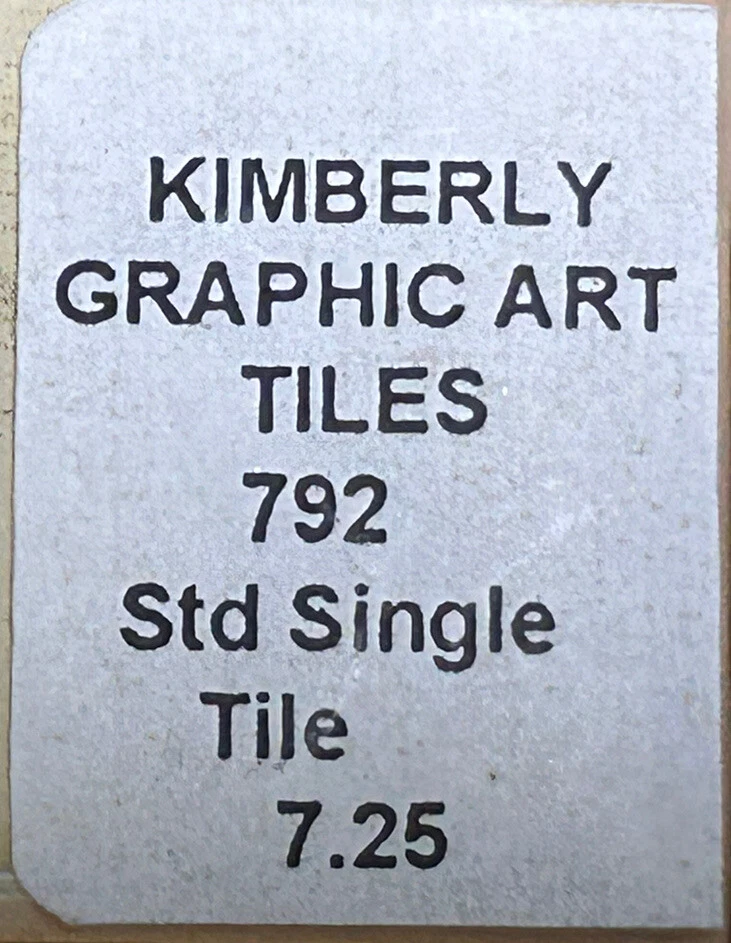 KIMBERLY
GRAPHIC ART
TILES
792
Std Single
Tile
7.25